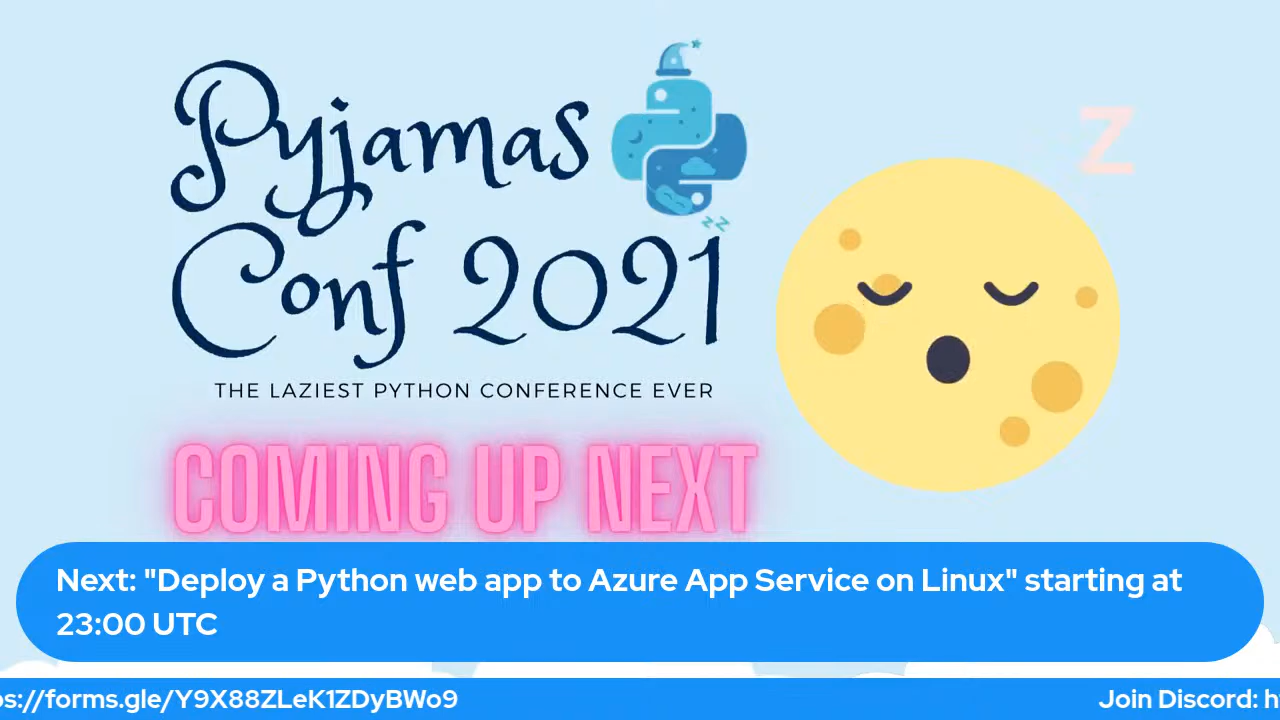 Pyjamas
Conf 2021
THE LAZIEST PYTHON CONFERENCE EVER
COMING UP NEXT
Next: "Deploy a Python web app to Azure App Service on Linux" starting at
23:00 UTC
ps://forms.gle/Y9X88ZLeK1ZDyBWo9
Join Discord: h
Z
zz